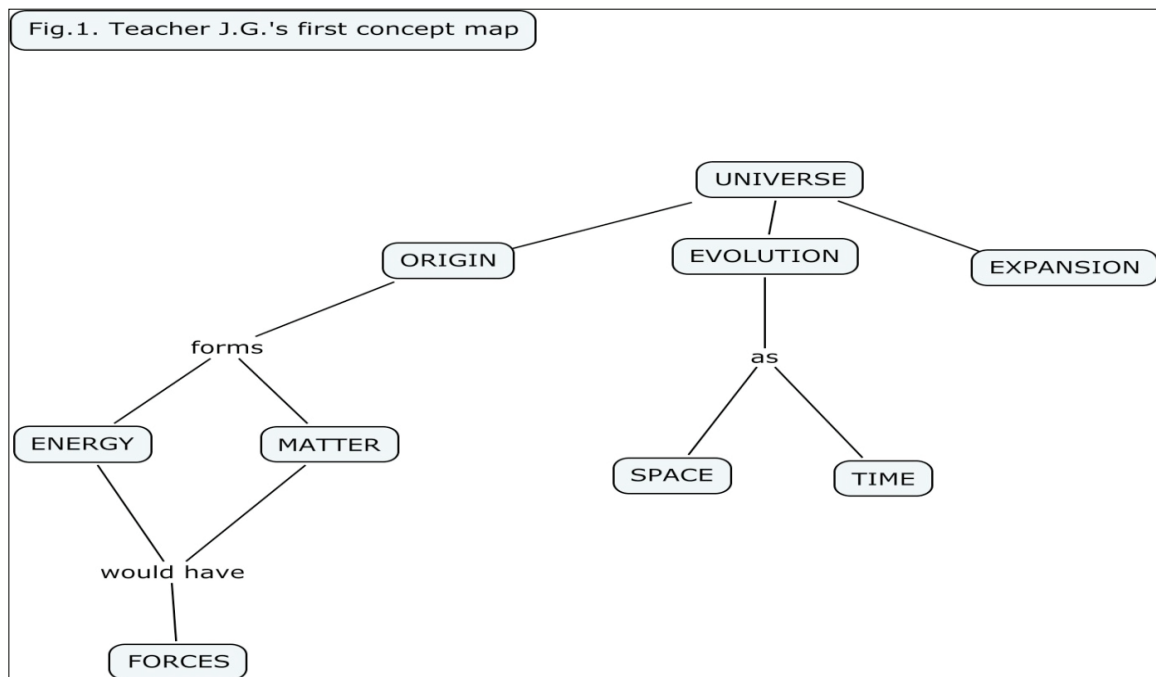 Fig.1. Teacher J.G.'s first concept map
UNIVERSE
ORIGIN
EVOLUTION
EXPANSION
forms
as
ENERGY
MATTER
SPACE
TIME
would have
FORCES